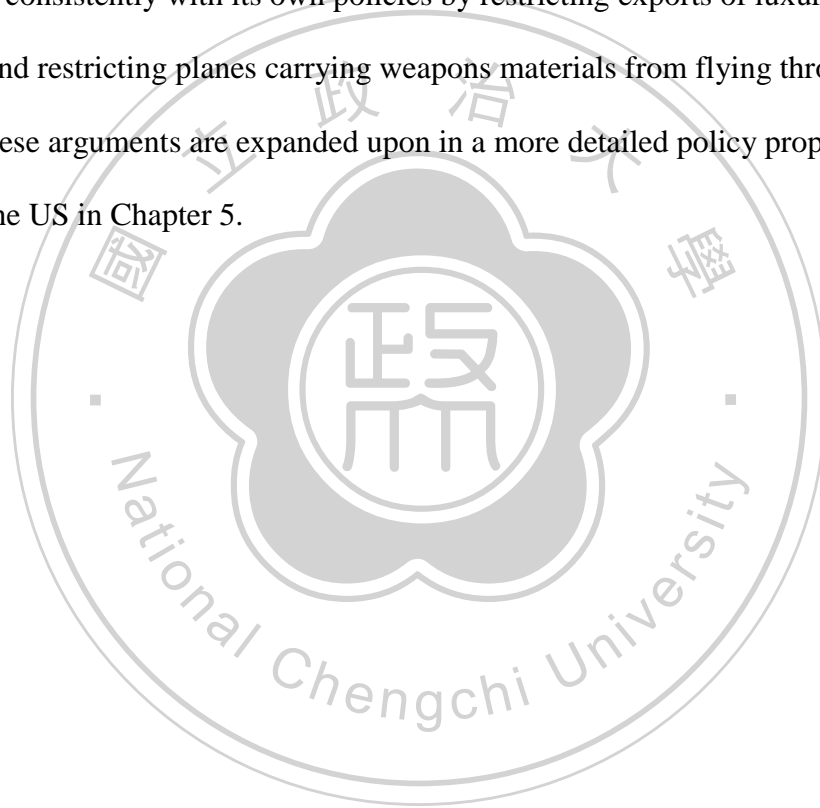 consistently with its own policies by restricting exports of luxur
nd restricting planes carrying weapons materials from flying thro
ese arguments are expanded upon in a more detailed policy prop
ne US in Chapter 5.
國立政治大學
政
National Chengchi University